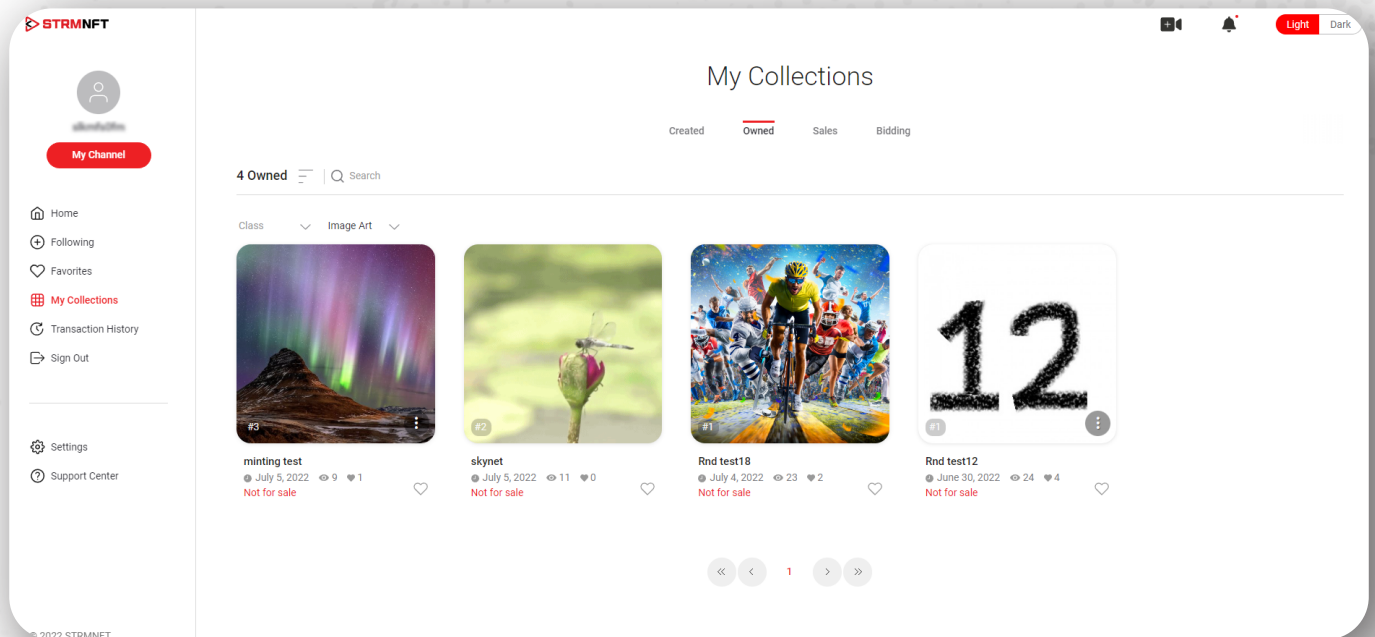 STRMNFT
Light Dark
My Channel
Home
Following
Favorites
My Collections
Transaction History
Sign Out
Settings
Support Center
© 2022 STRMNFT
My Collections
Created Owned Sales Bidding
4 Owned Search
Class Image Art
#3
minting test
July 5, 2022 9 1
Not for sale
#2
skynet
July 5, 2022 11 0
Not for sale
#1
Rnd test18
July 4, 2022 23 2
Not for sale
12
#1
Rnd test12
June 30, 2022 24 4
Not for sale
1